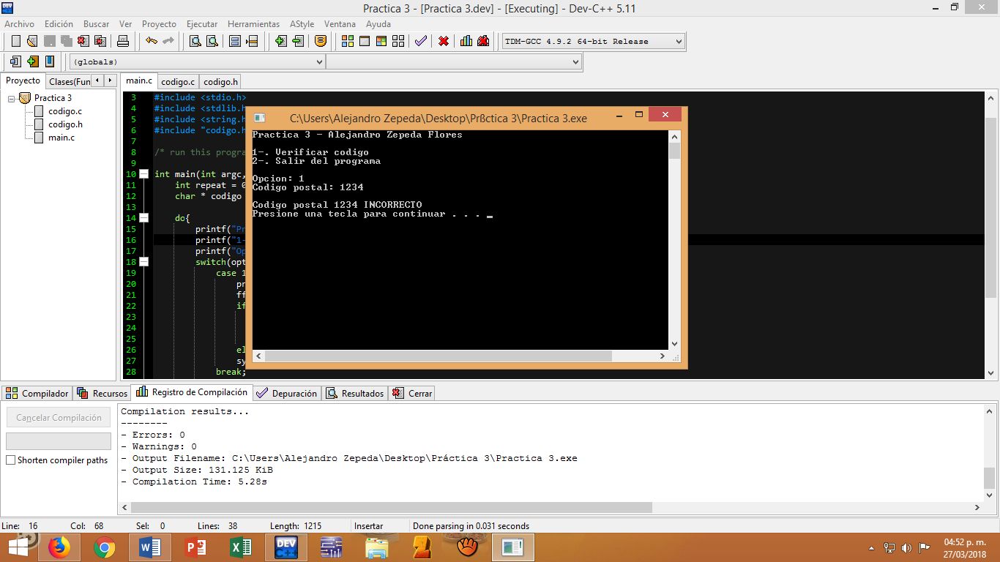 Practica 3 - [Practica 3.dev] - [Executing] - Dev-C++ 5.11
Archivo Edición Buscar Ver Proyecto Ejecutar Herramientas AStyle Ventana Ayuda
TDM-GCC 4.9.2 64-bit Release
(globals)
Proyecto Clases(Fun
main.c codigo.c codigo.h
Practica 3
codigo.c
codigo.h
main.c
3 #include <stdio.h>
4 #include <stdlib.h
5 #include <string.h
6 #include "codigo.h
7
8 /* run this progra
9
10 int main(int argc,
11 int repeat = 0
12 char * codigo
13
14 do{
15 printf("Pr
16 printf("1-
17 printf("Op
18 switch(opt
19 case 1
20 pr
21 ff
22 if
23
24
25
26 el
27 sy
28 break;
C:\Users\Alejandro Zepeda\Desktop\Prßctica 3\Practica 3.exe
Practica 3 - Alejandro Zepeda Flores
1-. Verificar codigo
2-. Salir del programa
Opcion: 1
Codigo postal: 1234
Codigo postal 1234 INCORRECTO
Presione una tecla para continuar . . .
Compilador Recursos Registro de Compilación Depuración Resultados Cerrar
Cancelar Compilación
Shorten compiler paths
Compilation results...
--------
- Errors: 0
- Warnings: 0
- Output Filename: C:\Users\Alejandro Zepeda\Desktop\Práctica 3\Practica 3.exe
- Output Size: 131.125 KiB
- Compilation Time: 5.28s
Line: 16 Col: 68 Sel: 0 Lines: 38 Length: 1215 Insertar Done parsing in 0.031 seconds
DEV C++
04:52 p. m.
27/03/2018